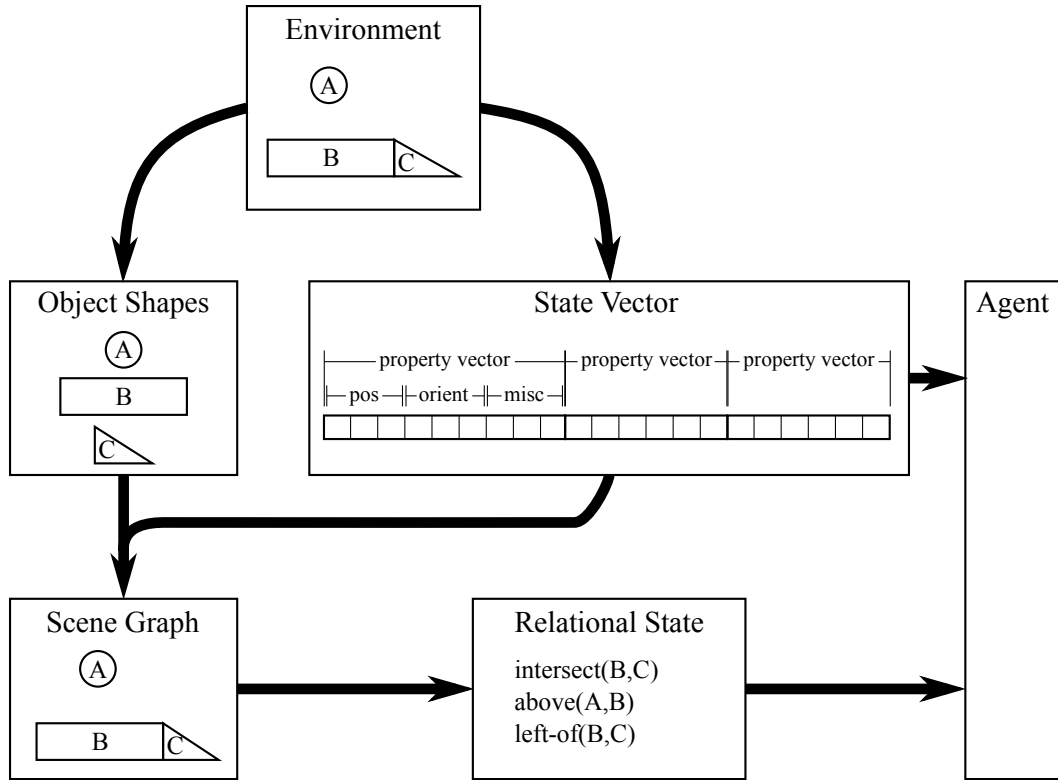 Environment
A
B
C
Object Shapes
A
B
C
State Vector
property vector property vector property vector
pos orient misc
Agent
Scene Graph
A
B
C
Relational State
intersect(B,C)
above(A,B)
left-of(B,C)